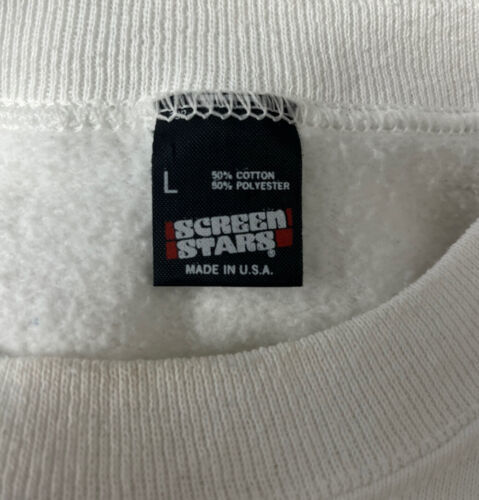 L
50% COTTON
50% POLYESTER
SCREEN
STARS®
MADE IN U.S.A.